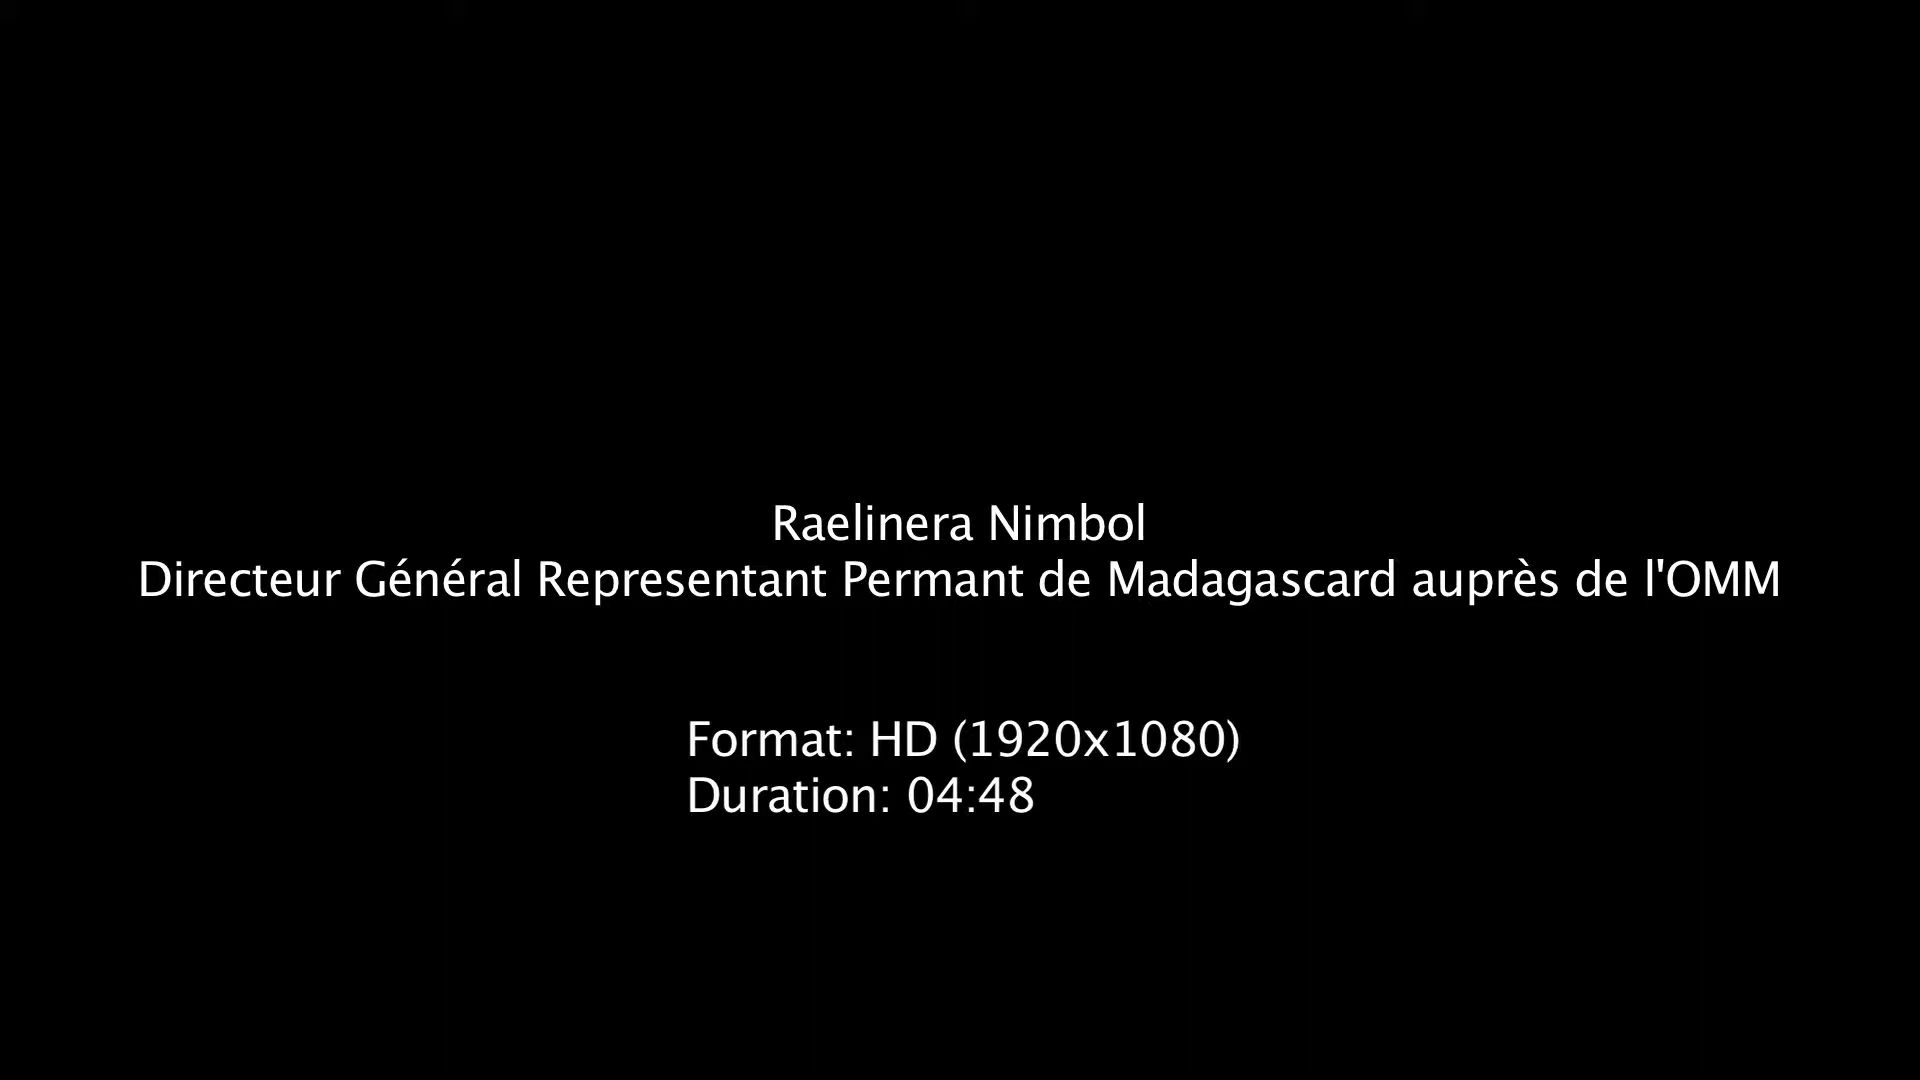 Raelinera Nimbol
Directeur Général Representant Permant de Madagascard auprès de l'OMM
Format: HD (1920x1080)
Duration: 04:48